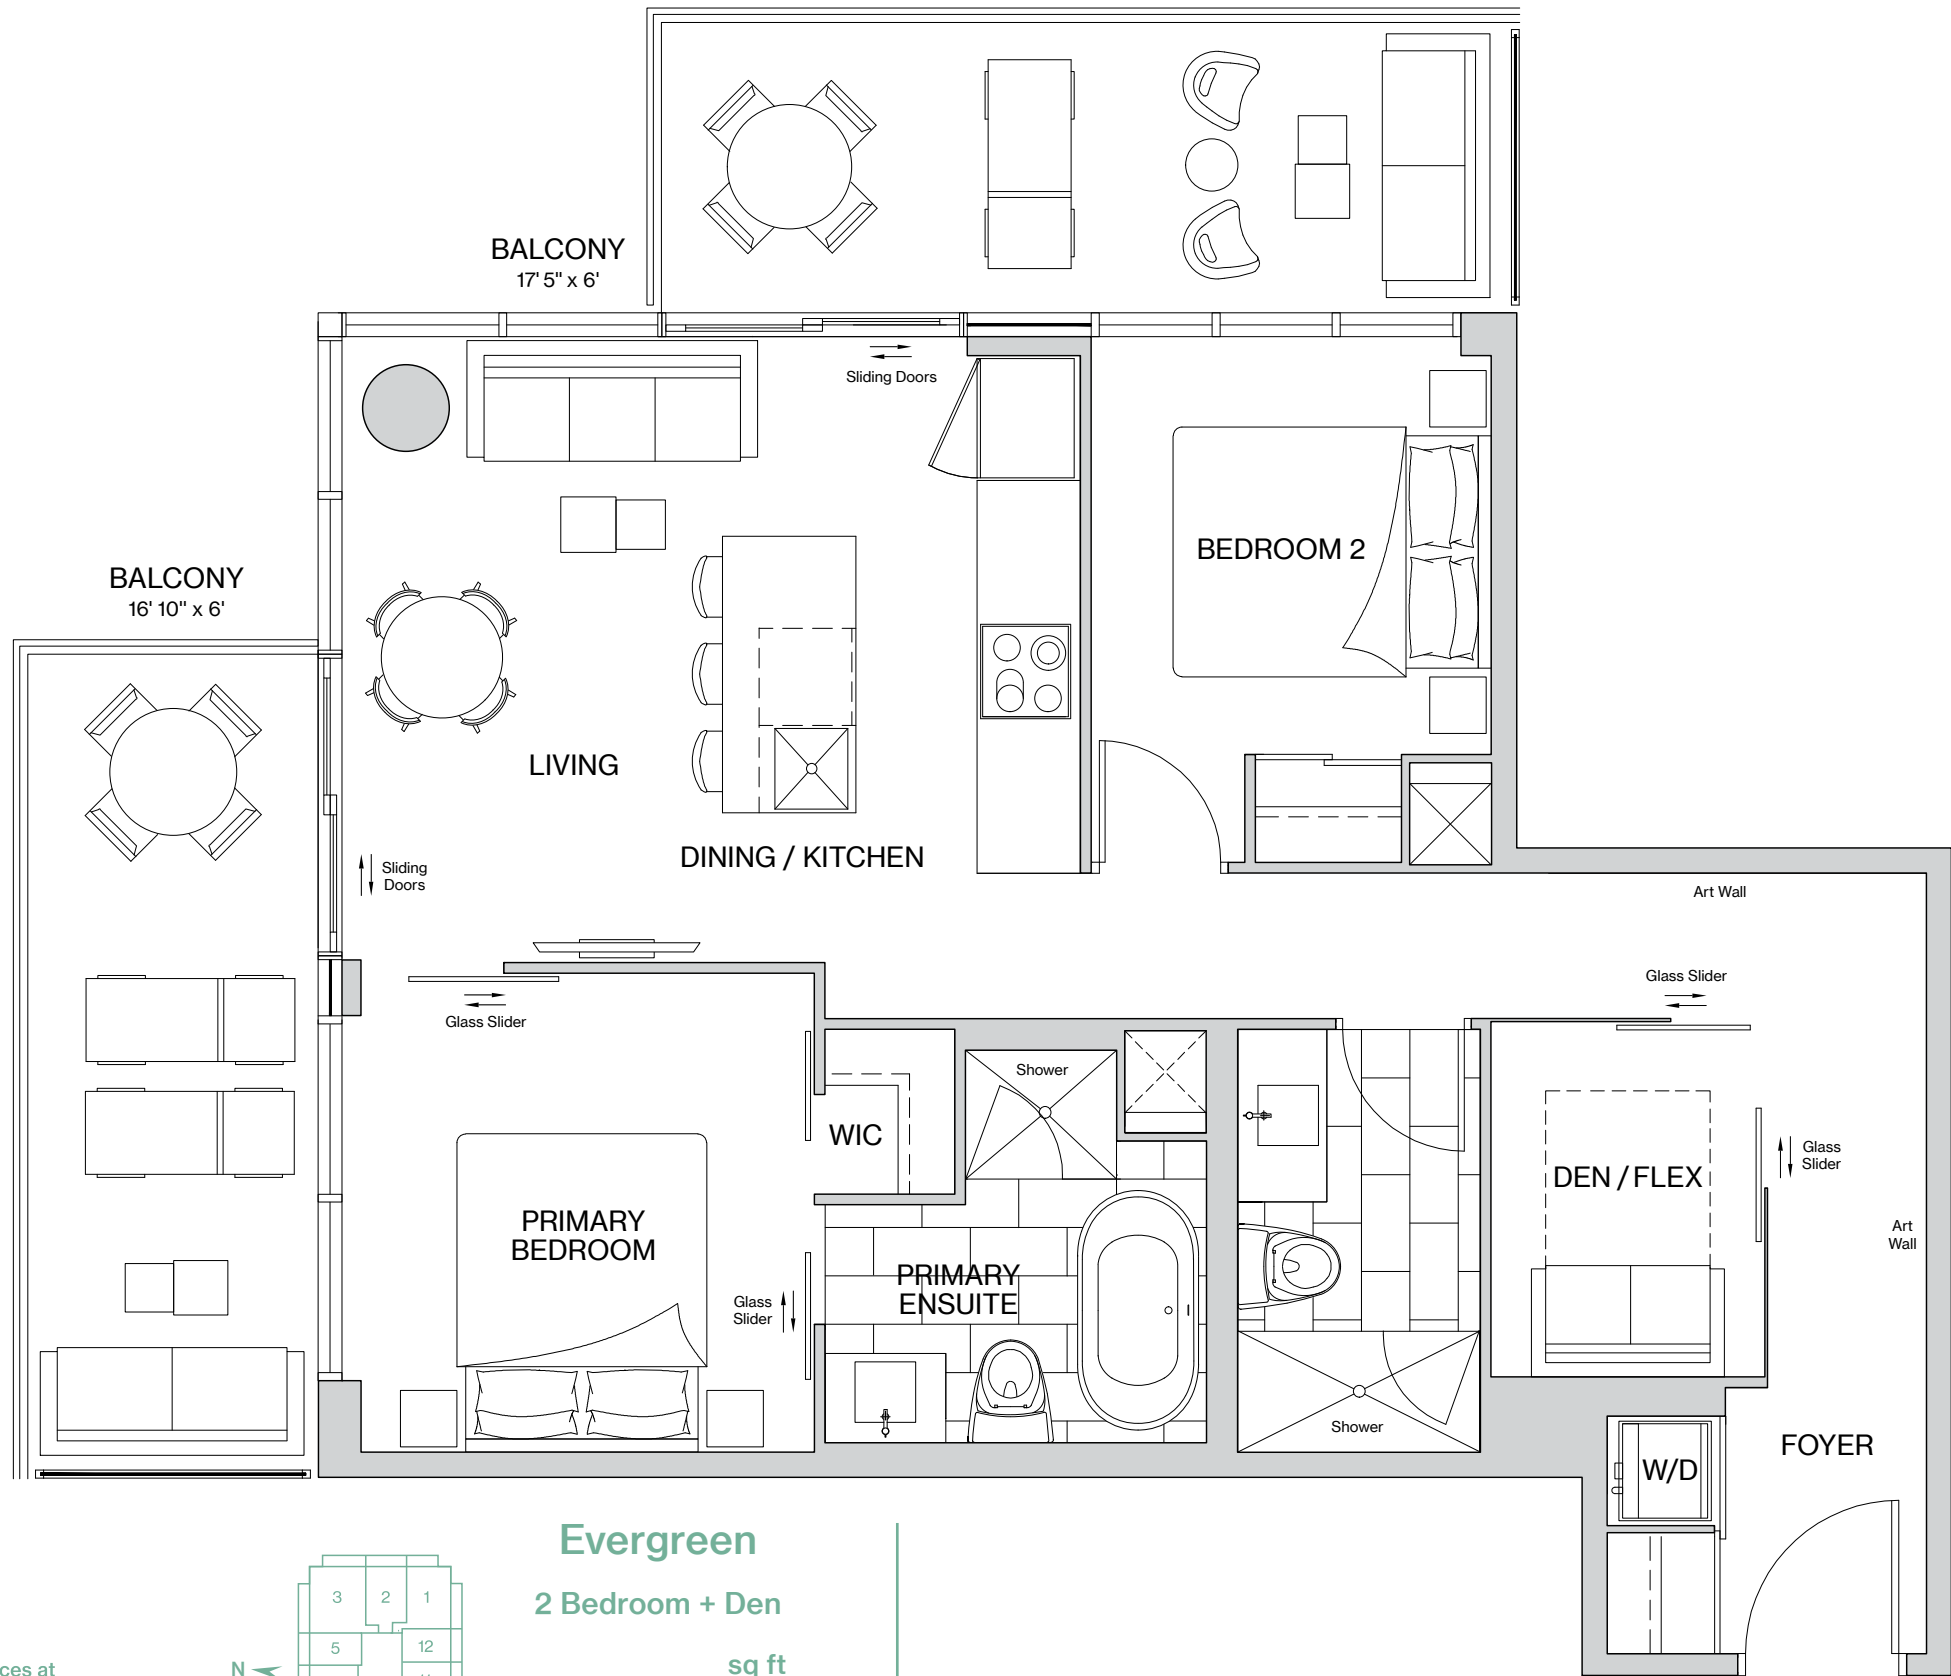 BALCONY
17' 5" x 6'
Sliding Doors
BEDROOM 2
BALCONY
16' 10" x 6'
LIVING
DINING / KITCHEN
Sliding
Doors
Art Wall
Glass Slider
Glass Slider
Shower
WIC
DEN / FLEX
Glass
Slider
PRIMARY
BEDROOM
Art
Wall
PRIMARY
ENSUITE
Glass
Slider
Shower
FOYER
W/D
Evergreen
2 Bedroom + Den
sq ft
3 2 1
5 12
N
ces at